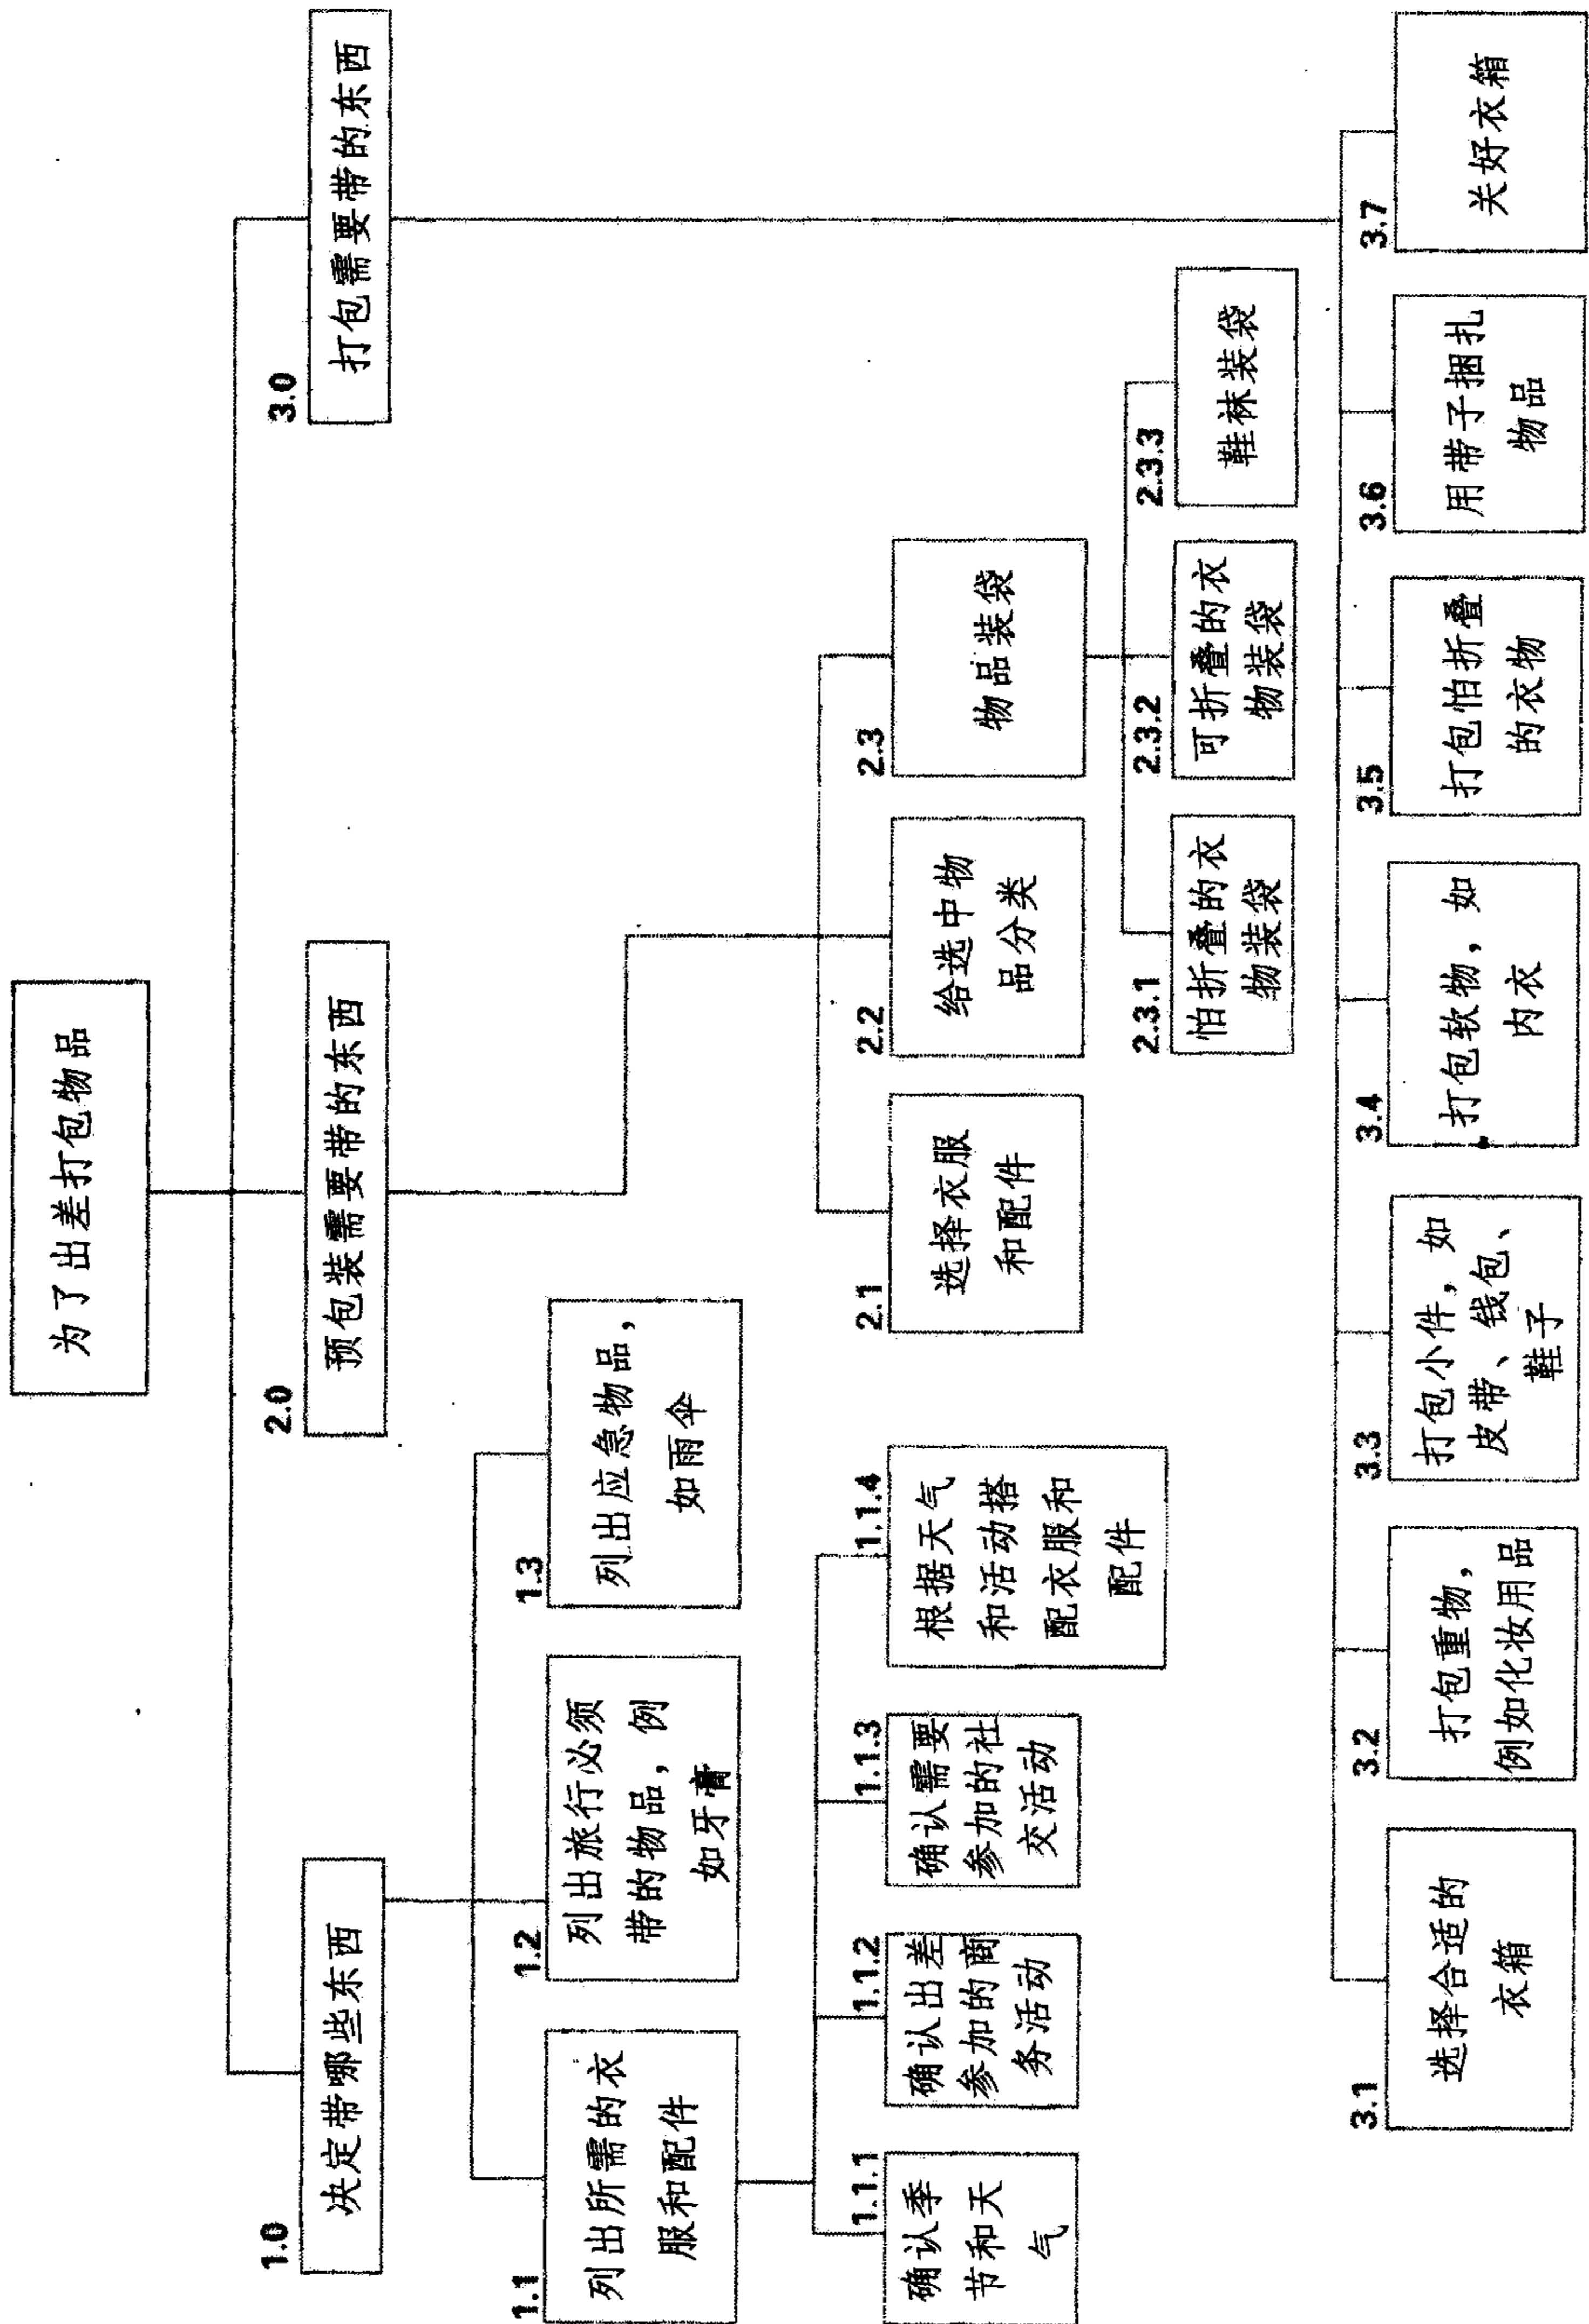 为了出差打包物品
1.0
决定带哪些东西
2.0
预包装需要带的东西
3.0
打包需要带的东西
1.1
列出所需的衣
服和配件
1.2
列出旅行必须
带的物品，例
如牙膏
1.3
列出应急物品，
如雨伞
1.1.1
确认季
节和天
气
1.1.2
确认出差
参加的商
务活动
1.1.3
确认需要
参加的社
交活动
1.1.4
根据天气
和活动搭
配衣服和
配件
2.1
选择衣服
和配件
2.2
给选中物
品分类
2.3
物品装袋
2.3.1
怕折叠的衣
物装袋
2.3.2
可折叠的衣
物装袋
2.3.3
鞋袜装袋
3.1
选择合适的
衣箱
3.2
打包重物，
例如化妆用品
3.3
打包小件，如
皮带、钱包、
鞋子
3.4
打包软物，如
内衣
3.5
打包怕折叠
的衣物
3.6
用带子捆扎
物品
3.7
关好衣箱